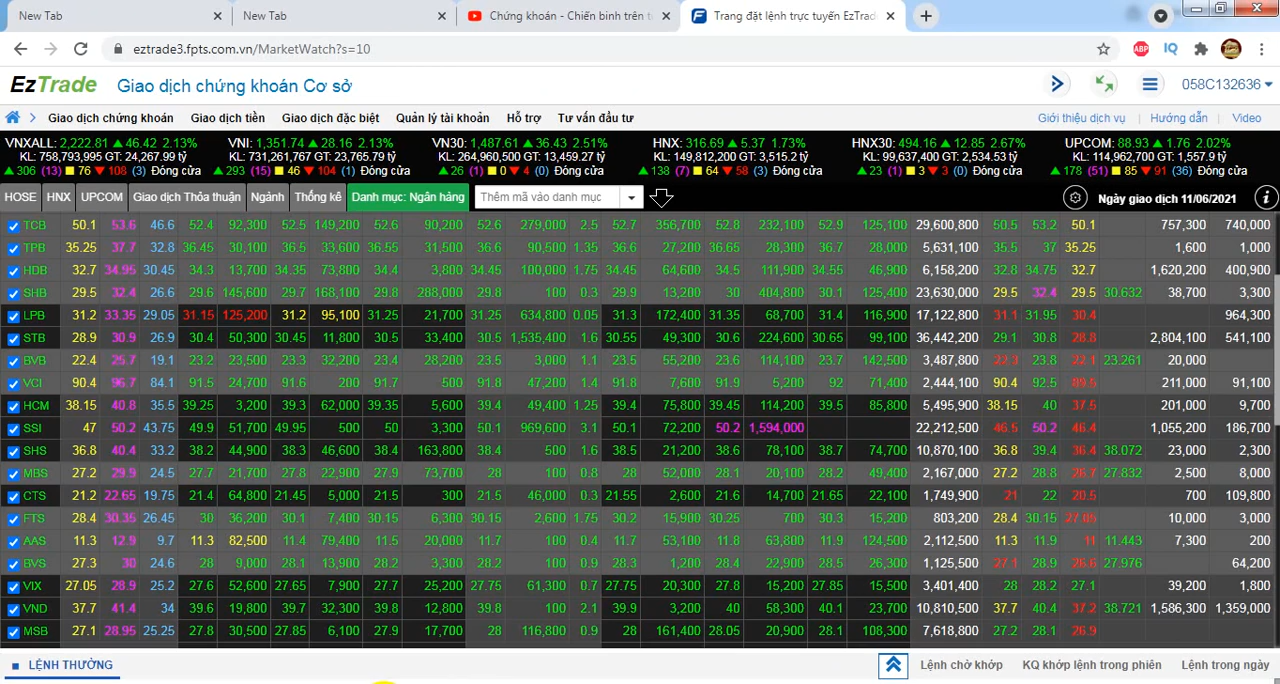 New Tab New Tab Chứng khoán - Chiến binh trên t Trang đặt lệnh trực tuyến EzTrad
eztrade3.fpts.com.vn/MarketWatch?s=10 ABP IQ
EzTrade Giao dịch chứng khoán Cơ sở 058C132636
Giao dịch chứng khoán Giao dịch tiền Giao dịch đặc biệt Quản lý tài khoản Hỗ trợ Tư vấn đầu tư Giới thiệu dịch vụ Hướng dẫn Video
VNXALL: 2,222.81 ▲ 46.42 2.13% VNI: 1,351.74 ▲ 28.16 2.13% VN30: 1,487.61 ▲ 36.43 2.51% HNX: 316.69 ▲ 5.37 1.73% HNX30: 494.16 ▲ 12.85 2.67% UPCOM: 88.93 ▲ 1.76 2.02%
KL: 758,793,995 GT: 24,267.99 tỷ KL: 731,261,767 GT: 23,765.79 tỷ KL: 264,960,500 GT: 13,459.27 tỷ KL: 149,812,200 GT: 3,515.2 tỷ KL: 99,637,400 GT: 2,534.53 tỷ KL: 114,962,700 GT: 1,557.9 tỷ
▲ 306 (13) ■ 76 ▼ 108 (3) Đóng cửa ▲ 293 (15) ■ 46 ▼ 104 (1) Đóng cửa ▲ 26 (1) ■ 0 ▼ 4 (0) Đóng cửa ▲ 138 (7) ■ 64 ▼ 58 (3) Đóng cửa ▲ 23 (1) ■ 3 ▼ 3 (0) Đóng cửa ▲ 178 (51) ■ 85 ▼ 91 (36) Đóng cửa
HOSE HNX UPCOM Giao dịch Thỏa thuận Ngành Thống kê Danh mục: Ngân hàng Thêm mã vào danh mục Ngày giao dịch 11/06/2021
TCB 50.1 53.6 46.6 52.4 92,300 52.5 149,200 52.6 90,200 52.6 279,000 2.5 52.7 356,700 52.8 232,100 52.9 125,100 29,600,800 50.5 53.2 50.1 757,300 740,000
TPB 35.25 37.7 32.8 36.45 30,100 36.5 33,600 36.55 31,500 36.6 90,500 1.35 36.6 27,200 36.65 28,300 36.7 28,000 5,631,100 35.5 37 35.25 1,600 1,000
HDB 32.7 34.95 30.45 34.3 13,700 34.35 73,800 34.4 3,800 34.45 100,000 1.75 34.45 64,600 34.5 111,900 34.55 46,900 6,158,200 32.8 34.75 32.7 1,620,200 400,900
SHB 29.5 32.4 26.6 29.6 145,600 29.7 168,100 29.8 288,000 29.8 100 0.3 29.9 13,200 30 404,800 30.1 125,400 23,630,000 29.5 32.4 29.5 30.632 38,700 3,300
LPB 31.2 33.35 29.05 31.15 125,200 31.2 95,100 31.25 21,700 31.25 634,800 0.05 31.3 172,400 31.35 68,700 31.4 116,900 17,122,800 31.1 31.95 30.4 964,300
STB 28.9 30.9 26.9 30.4 50,300 30.45 11,800 30.5 33,400 30.5 1,535,400 1.6 30.55 49,300 30.6 224,600 30.65 99,100 36,442,200 29.1 30.8 28.8 2,804,100 541,100
BVB 22.4 25.7 19.1 23.2 23,500 23.3 32,200 23.4 28,200 23.5 3,000 1.1 23.5 55,200 23.6 114,100 23.7 142,500 3,487,800 22.3 23.8 22.1 23.261 20,000
VCI 90.4 96.7 84.1 91.5 24,700 91.6 200 91.7 500 91.8 47,200 1.4 91.8 7,600 91.9 5,200 92 71,400 2,444,100 90.4 92.5 89.5 211,000 91,100
HCM 38.15 40.8 35.5 39.25 3,200 39.3 62,000 39.35 5,600 39.4 49,400 1.25 39.4 75,800 39.45 114,200 39.5 85,800 5,495,900 38.15 40 37.5 201,000 9,700
SSI 47 50.2 43.75 49.9 51,700 49.95 500 50 3,300 50.1 969,600 3.1 50.1 72,200 50.2 1,594,000 22,212,500 46.5 50.2 46.4 1,055,200 186,700
SHS 36.8 40.4 33.2 38.2 44,900 38.3 46,600 38.4 163,800 38.4 500 1.6 38.5 21,200 38.6 78,100 38.7 74,700 10,870,100 36.8 39.4 36.4 38.072 23,000 2,300
MBS 27.2 29.9 24.5 27.7 21,700 27.8 22,900 27.9 73,700 28 100 0.8 28 52,000 28.1 20,100 28.2 49,400 2,167,000 27.2 28.8 26.7 27.832 2,500 8,000
CTS 21.2 22.65 19.75 21.4 64,800 21.45 5,000 21.5 300 21.5 46,000 0.3 21.55 2,600 21.6 14,700 21.65 22,100 1,749,900 21 22 20.5 700 109,800
FTS 28.4 30.35 26.45 30 36,200 30.1 7,400 30.15 6,300 30.15 2,600 1.75 30.2 15,900 30.25 700 30.3 15,200 803,200 28.4 30.15 27.85 10,000 3,000
AAS 11.3 12.9 9.7 11.3 82,500 11.4 79,400 11.5 20,000 11.7 100 0.4 11.7 53,100 11.8 63,800 11.9 124,500 2,112,500 11.3 11.9 11 11.443 7,300 200
BVS 27.3 30 24.6 28 9,000 28.1 13,900 28.2 3,300 28.2 100 0.9 28.3 1,200 28.4 22,900 28.5 26,300 1,125,500 27.1 28.9 26.6 27.976 64,200
VIX 27.05 28.9 25.2 27.6 52,600 27.65 7,900 27.7 25,200 27.75 61,300 0.7 27.75 20,300 27.8 15,200 27.85 15,500 3,401,400 28 28.2 27.1 39,200 1,800
VND 37.7 41.4 34 39.6 19,800 39.7 32,300 39.8 12,800 39.8 100 2.1 39.9 3,200 40 58,300 40.1 23,700 10,810,500 37.7 40.4 37.2 38.721 1,586,300 1,359,000
MSB 27.1 28.95 25.25 27.8 30,500 27.85 6,100 27.9 17,700 28 116,800 0.9 28 161,400 28.05 20,900 28.1 108,300 7,618,800 27.2 28.1 26.9
LỆNH THƯỜNG Lệnh chờ khớp KQ khớp lệnh trong phiên Lệnh trong ngày